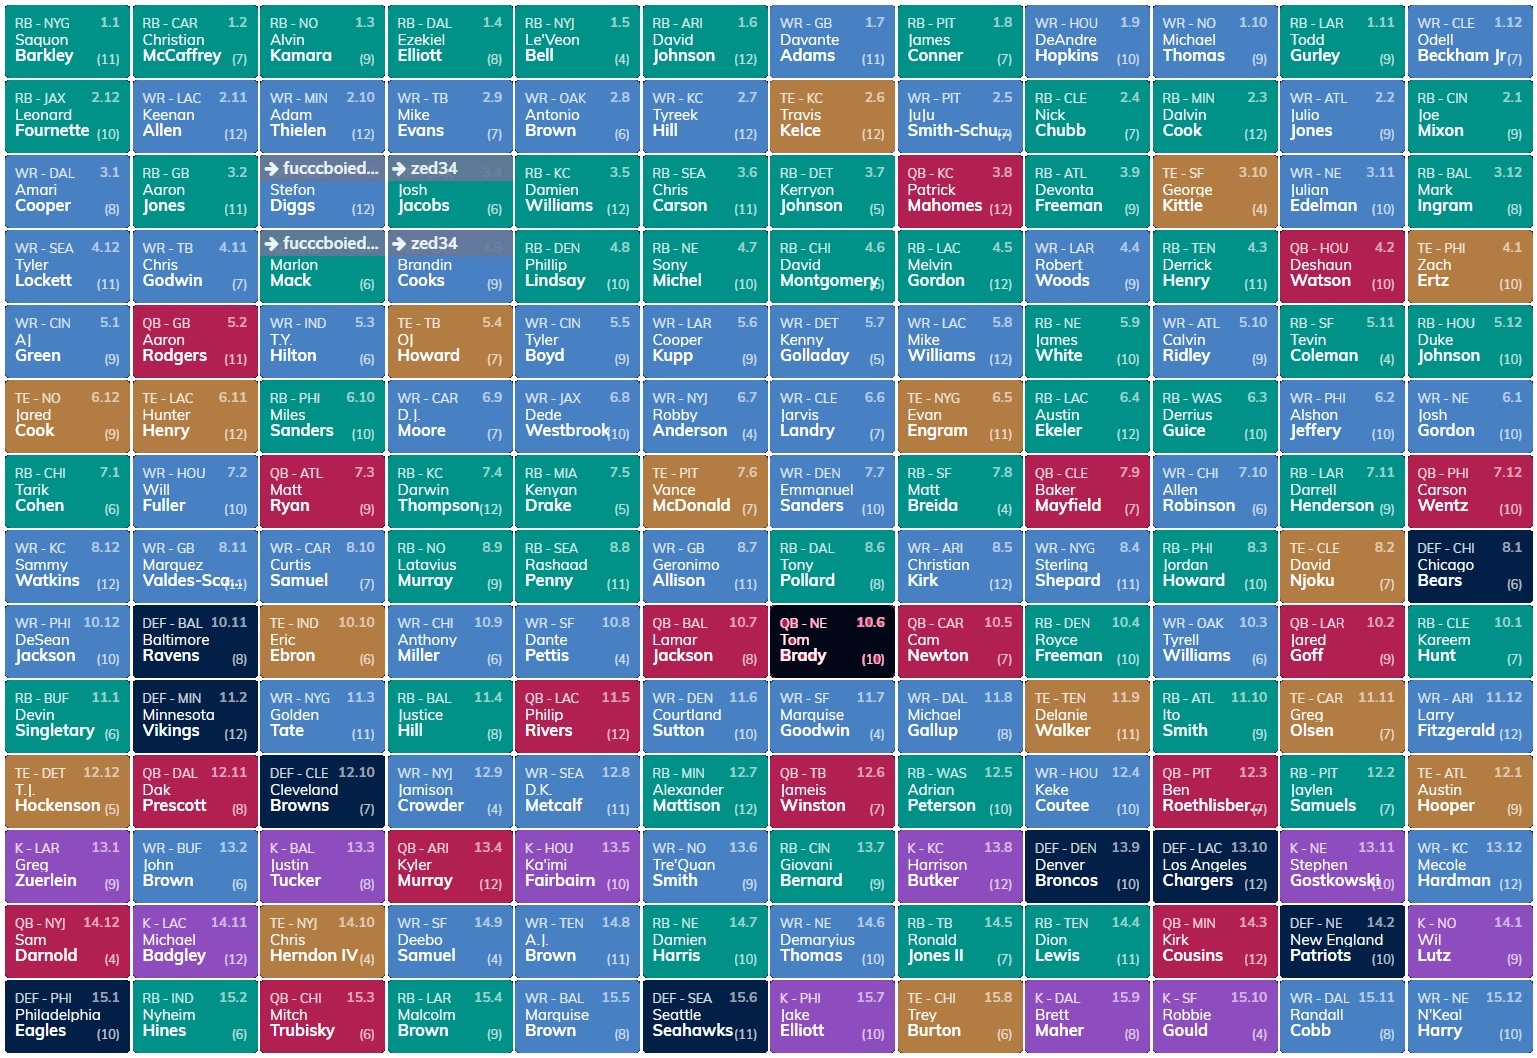 RB - NYG 1.1
Saquon
Barkley (11)
RB - CAR 1.2
Christian
McCaffrey (7)
RB - NO 1.3
Alvin
Kamara (9)
RB - DAL 1.4
Ezekiel
Elliott (8)
RB - NYJ 1.5
Le'Veon
Bell (4)
RB - ARI 1.6
David
Johnson (12)
WR - GB 1.7
Davante
Adams (11)
RB - PIT 1.8
James
Conner (7)
WR - HOU 1.9
DeAndre
Hopkins (10)
WR - NO 1.10
Michael
Thomas (9)
RB - LAR 1.11
Todd
Gurley (9)
WR - CLE 1.12
Odell
Beckham Jr (7)
RB - JAX 2.12
Leonard
Fournette (10)
WR - LAC 2.11
Keenan
Allen (12)
WR - MIN 2.10
Adam
Thielen (12)
WR - TB 2.9
Mike
Evans (7)
WR - OAK 2.8
Antonio
Brown (6)
WR - KC 2.7
Tyreek
Hill (12)
TE - KC 2.6
Travis
Kelce (12)
WR - PIT 2.5
JuJu
Smith-Schu... (7)
RB - CLE 2.4
Nick
Chubb (7)
RB - MIN 2.3
Dalvin
Cook (12)
WR - ATL 2.2
Julio
Jones (9)
RB - CIN 2.1
Joe
Mixon (9)
WR - DAL 3.1
Amari
Cooper (8)
RB - GB 3.2
Aaron
Jones (11)
→ fucccboied...
Stefon
Diggs (12)
→ zed34 3.4
Josh
Jacobs (6)
RB - KC 3.5
Damien
Williams (12)
RB - SEA 3.6
Chris
Carson (11)
RB - DET 3.7
Kerryon
Johnson (5)
QB - KC 3.8
Patrick
Mahomes (12)
RB - ATL 3.9
Devonta
Freeman (9)
TE - SF 3.10
George
Kittle (4)
WR - NE 3.11
Julian
Edelman (10)
RB - BAL 3.12
Mark
Ingram (8)
WR - SEA 4.12
Tyler
Lockett (11)
WR - TB 4.11
Chris
Godwin (7)
→ fucccboied...
Marlon
Mack (6)
→ zed34 4.9
Brandin
Cooks (9)
RB - DEN 4.8
Phillip
Lindsay (10)
RB - NE 4.7
Sony
Michel (10)
RB - CHI 4.6
David
Montgomery (6)
RB - LAC 4.5
Melvin
Gordon (12)
WR - LAR 4.4
Robert
Woods (9)
RB - TEN 4.3
Derrick
Henry (11)
QB - HOU 4.2
Deshaun
Watson (10)
TE - PHI 4.1
Zach
Ertz (10)
WR - CIN 5.1
AJ
Green (9)
QB - GB 5.2
Aaron
Rodgers (11)
WR - IND 5.3
T.Y.
Hilton (6)
TE - TB 5.4
OJ
Howard (7)
WR - CIN 5.5
Tyler
Boyd (9)
WR - LAR 5.6
Cooper
Kupp (9)
WR - DET 5.7
Kenny
Golladay (5)
WR - LAC 5.8
Mike
Williams (12)
RB - NE 5.9
James
White (10)
WR - ATL 5.10
Calvin
Ridley (9)
RB - SF 5.11
Tevin
Coleman (4)
RB - HOU 5.12
Duke
Johnson (10)
TE - NO 6.12
Jared
Cook (9)
TE - LAC 6.11
Hunter
Henry (12)
RB - PHI 6.10
Miles
Sanders (10)
WR - CAR 6.9
D.J.
Moore (7)
WR - JAX 6.8
Dede
Westbrook (10)
WR - NYJ 6.7
Robby
Anderson (4)
WR - CLE 6.6
Jarvis
Landry (7)
TE - NYG 6.5
Evan
Engram (11)
RB - LAC 6.4
Austin
Ekeler (12)
RB - WAS 6.3
Derrius
Guice (10)
WR - PHI 6.2
Alshon
Jeffery (10)
WR - NE 6.1
Josh
Gordon (10)
RB - CHI 7.1
Tarik
Cohen (6)
WR - HOU 7.2
Will
Fuller (10)
QB - ATL 7.3
Matt
Ryan (9)
RB - KC 7.4
Darwin
Thompson (12)
RB - MIA 7.5
Kenyan
Drake (5)
TE - PIT 7.6
Vance
McDonald (7)
WR - DEN 7.7
Emmanuel
Sanders (10)
RB - SF 7.8
Matt
Breida (4)
QB - CLE 7.9
Baker
Mayfield (7)
WR - CHI 7.10
Allen
Robinson (6)
RB - LAR 7.11
Darrell
Henderson (9)
QB - PHI 7.12
Carson
Wentz (10)
WR - KC 8.12
Sammy
Watkins (12)
WR - GB 8.11
Marquez
Valdes-Sca... (11)
WR - CAR 8.10
Curtis
Samuel (7)
RB - NO 8.9
Latavius
Murray (9)
RB - SEA 8.8
Rashaad
Penny (11)
WR - GB 8.7
Geronimo
Allison (11)
RB - DAL 8.6
Tony
Pollard (8)
WR - ARI 8.5
Christian
Kirk (12)
WR - NYG 8.4
Sterling
Shepard (11)
RB - PHI 8.3
Jordan
Howard (10)
TE - CLE 8.2
David
Njoku (7)
DEF - CHI 8.1
Chicago
Bears (6)
WR - PHI 10.12
DeSean
Jackson (10)
DEF - BAL 10.11
Baltimore
Ravens (8)
TE - IND 10.10
Eric
Ebron (6)
WR - CHI 10.9
Anthony
Miller (6)
WR - SF 10.8
Dante
Pettis (4)
QB - BAL 10.7
Lamar
Jackson (8)
QB - NE 10.6
Tom
Brady (10)
QB - CAR 10.5
Cam
Newton (7)
RB - DEN 10.4
Royce
Freeman (10)
WR - OAK 10.3
Tyrell
Williams (6)
QB - LAR 10.2
Jared
Goff (9)
RB - CLE 10.1
Kareem
Hunt (7)
RB - BUF 11.1
Devin
Singletary (6)
DEF - MIN 11.2
Minnesota
Vikings (12)
WR - NYG 11.3
Golden
Tate (11)
RB - BAL 11.4
Justice
Hill (8)
QB - LAC 11.5
Philip
Rivers (12)
WR - DEN 11.6
Courtland
Sutton (10)
WR - SF 11.7
Marquise
Goodwin (4)
WR - DAL 11.8
Michael
Gallup (8)
TE - TEN 11.9
Delanie
Walker (11)
RB - ATL 11.10
Ito
Smith (9)
TE - CAR 11.11
Greg
Olsen (7)
WR - ARI 11.12
Larry
Fitzgerald (12)
TE - DET 12.12
T.J.
Hockenson (5)
QB - DAL 12.11
Dak
Prescott (8)
DEF - CLE 12.10
Cleveland
Browns (7)
WR - NYJ 12.9
Jamison
Crowder (4)
WR - SEA 12.8
D.K.
Metcalf (11)
RB - MIN 12.7
Alexander
Mattison (12)
QB - TB 12.6
Jameis
Winston (7)
RB - WAS 12.5
Adrian
Peterson (10)
WR - HOU 12.4
Keke
Coutee (10)
QB - PIT 12.3
Ben
Roethlisber... (7)
RB - PIT 12.2
Jaylen
Samuels (7)
TE - ATL 12.1
Austin
Hooper (9)
K - LAR 13.1
Greg
Zuerlein (9)
WR - BUF 13.2
John
Brown (6)
K - BAL 13.3
Justin
Tucker (8)
QB - ARI 13.4
Kyler
Murray (12)
K - HOU 13.5
Ka'imi
Fairbairn (10)
WR - NO 13.6
Tre'Quan
Smith (9)
RB - CIN 13.7
Giovani
Bernard (9)
K - KC 13.8
Harrison
Butker (12)
DEF - DEN 13.9
Denver
Broncos (10)
DEF - LAC 13.10
Los Angeles
Chargers (12)
K - NE 13.11
Stephen
Gostkowski (10)
WR - KC 13.12
Mecole
Hardman (12)
QB - NYJ 14.12
Sam
Darnold (4)
K - LAC 14.11
Michael
Badgley (12)
TE - NYJ 14.10
Chris
Herndon IV (4)
WR - SF 14.9
Deebo
Samuel (4)
WR - TEN 14.8
A.J.
Brown (11)
RB - NE 14.7
Damien
Harris (10)
WR - NE 14.6
Demaryius
Thomas (10)
RB - TB 14.5
Ronald
Jones II (7)
RB - TEN 14.4
Dion
Lewis (11)
QB - MIN 14.3
Kirk
Cousins (12)
DEF - NE 14.2
New England
Patriots (10)
K - NO 14.1
Wil
Lutz (9)
DEF - PHI 15.1
Philadelphia
Eagles (10)
RB - IND 15.2
Nyheim
Hines (6)
QB - CHI 15.3
Mitch
Trubisky (6)
RB - LAR 15.4
Malcolm
Brown (9)
WR - BAL 15.5
Marquise
Brown (8)
DEF - SEA 15.6
Seattle
Seahawks (11)
K - PHI 15.7
Jake
Elliott (10)
TE - CHI 15.8
Trey
Burton (6)
K - DAL 15.9
Brett
Maher (8)
K - SF 15.10
Robbie
Gould (4)
WR - DAL 15.11
Randall
Cobb (8)
WR - NE 15.12
N'Keal
Harry (10)